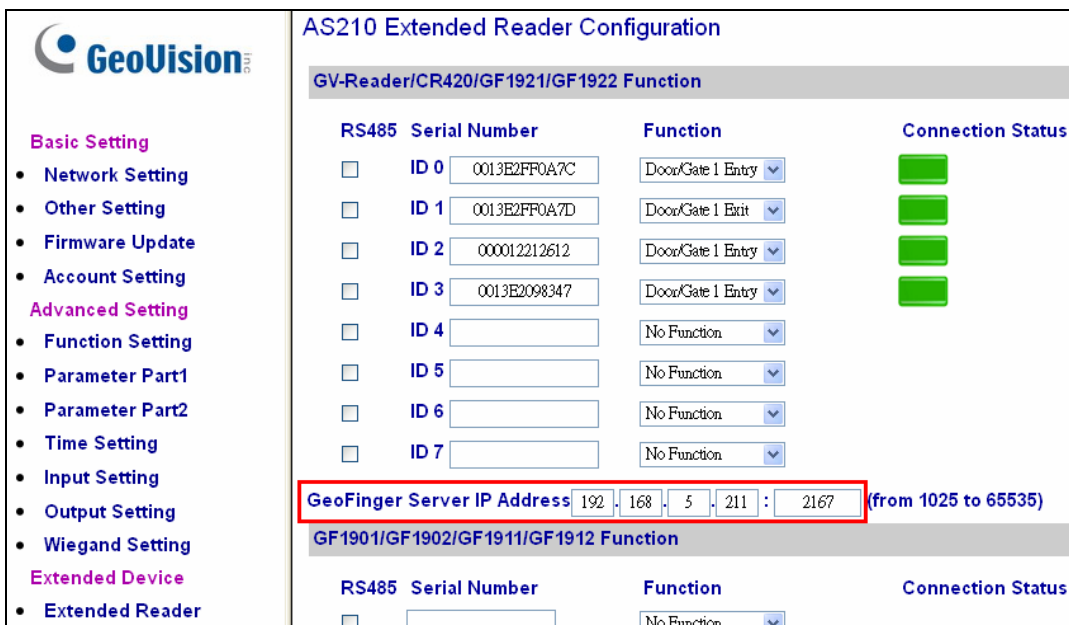 GeoVision inc
Basic Setting
Network Setting
Other Setting
Firmware Update
Account Setting
Advanced Setting
Function Setting
Parameter Part1
Parameter Part2
Time Setting
Input Setting
Output Setting
Wiegand Setting
Extended Device
Extended Reader
AS210 Extended Reader Configuration
GV-Reader/CR420/GF1921/GF1922 Function
RS485 Serial Number Function Connection Status
ID 0 0013E2FF0A7C Door/Gate 1 Entry
ID 1 0013E2FF0A7D Door/Gate 1 Exit
ID 2 000012212612 Door/Gate 1 Entry
ID 3 0013E2098347 Door/Gate 1 Entry
ID 4 No Function
ID 5 No Function
ID 6 No Function
ID 7 No Function
GeoFinger Server IP Address 192 . 168 . 5 . 211 : 2167 (from 1025 to 65535)
GF1901/GF1902/GF1911/GF1912 Function
RS485 Serial Number Function Connection Status
No Function